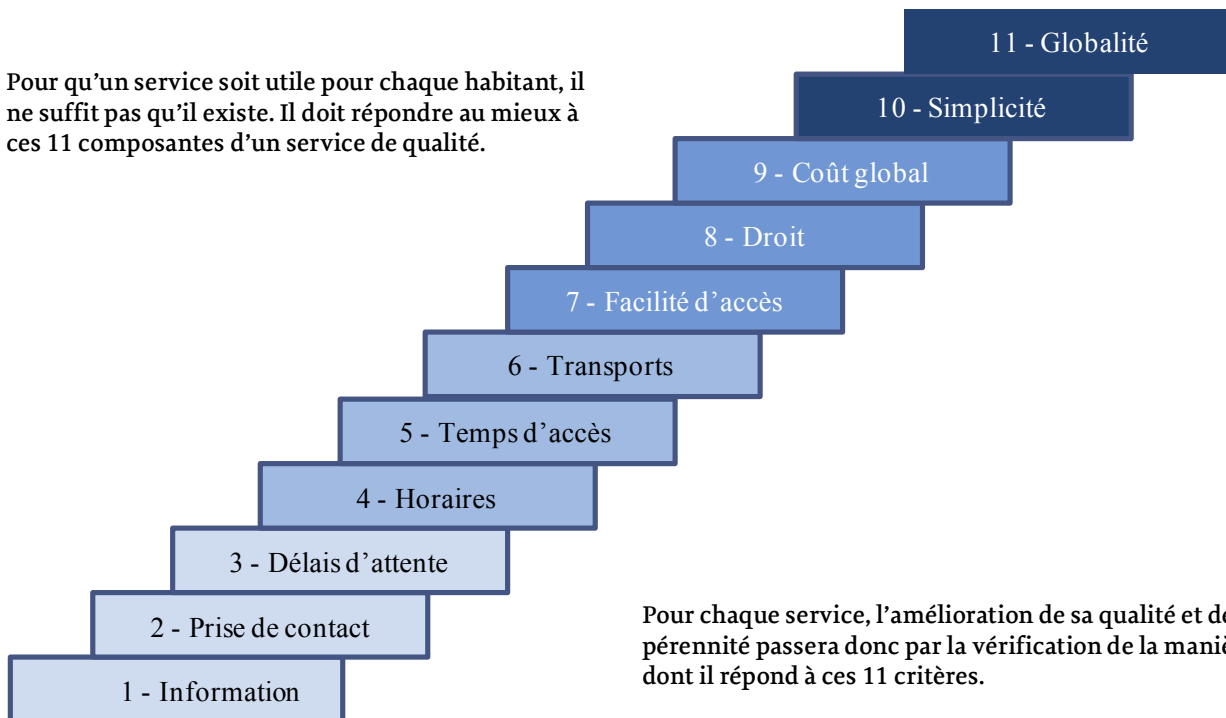 11 - Globalité
Pour qu’un service soit utile pour chaque habitant, il
ne suffit pas qu’il existe. Il doit répondre au mieux à
ces 11 composantes d’un service de qualité.
10 - Simplicité
9 - Coût global
8 - Droit
7 - Facilité d’accès
6 - Transports
5 - Temps d’accès
4 - Horaires
3 - Délais d’attente
2 - Prise de contact
1 - Information
Pour chaque service, l’amélioration de sa qualité et de
pérennité passera donc par la vérification de la maniè
dont il répond à ces 11 critères.